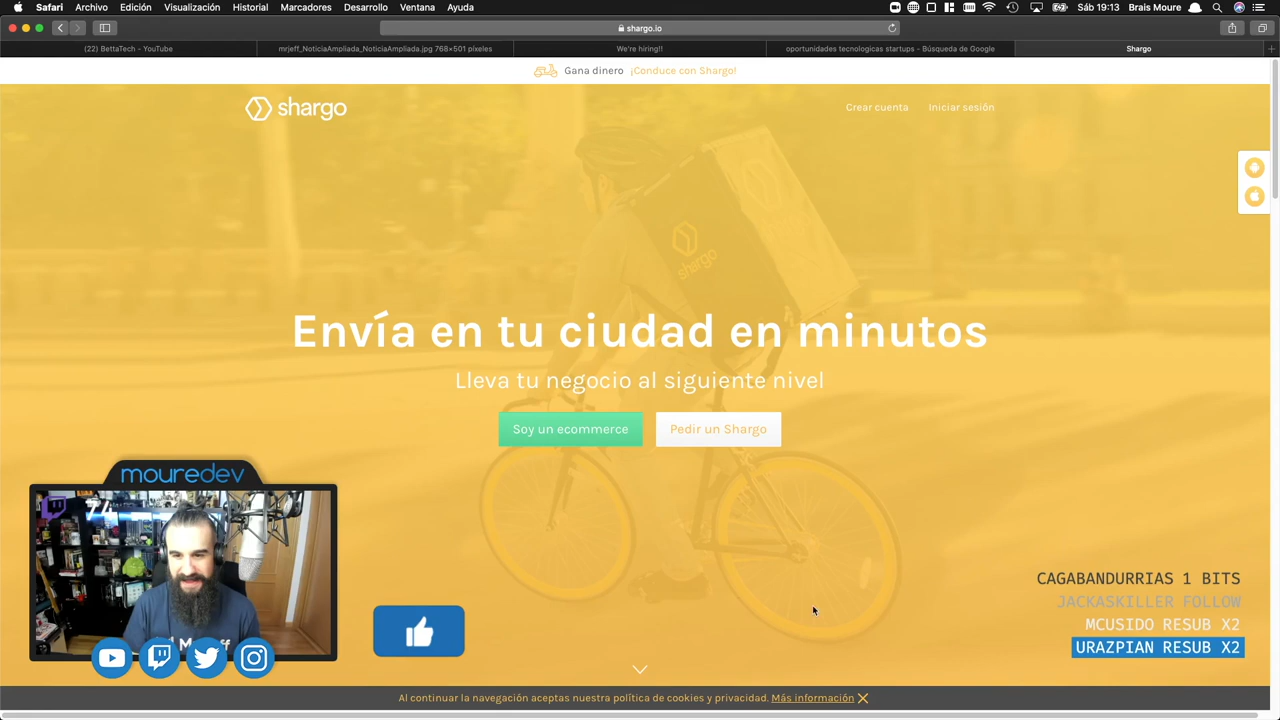 Safari Archivo Edición Visualización Historial Marcadores Desarrollo Ventana Ayuda Sáb 19:13 Brais Moure
shargo.io
(22) BettaTech - YouTube mrjeff_NoticiaAmpliada_NoticiaAmpliada.jpg 768×501 píxeles We're hiring!! oportunidades tecnologicas startups - Búsqueda de Google Shargo
Gana dinero ¡Conduce con Shargo!
shargo Crear cuenta Iniciar sesión
shargo
Envía en tu ciudad en minutos
Lleva tu negocio al siguiente nivel
Soy un ecommerce Pedir un Shargo
mouredev
74
CAGABANDURRIAS 1 BITS
JACKASKILLER FOLLOW
MCUSIDO RESUB X2
URAZPIAN RESUB X2
Al continuar la navegación aceptas nuestra política de cookies y privacidad. Más información